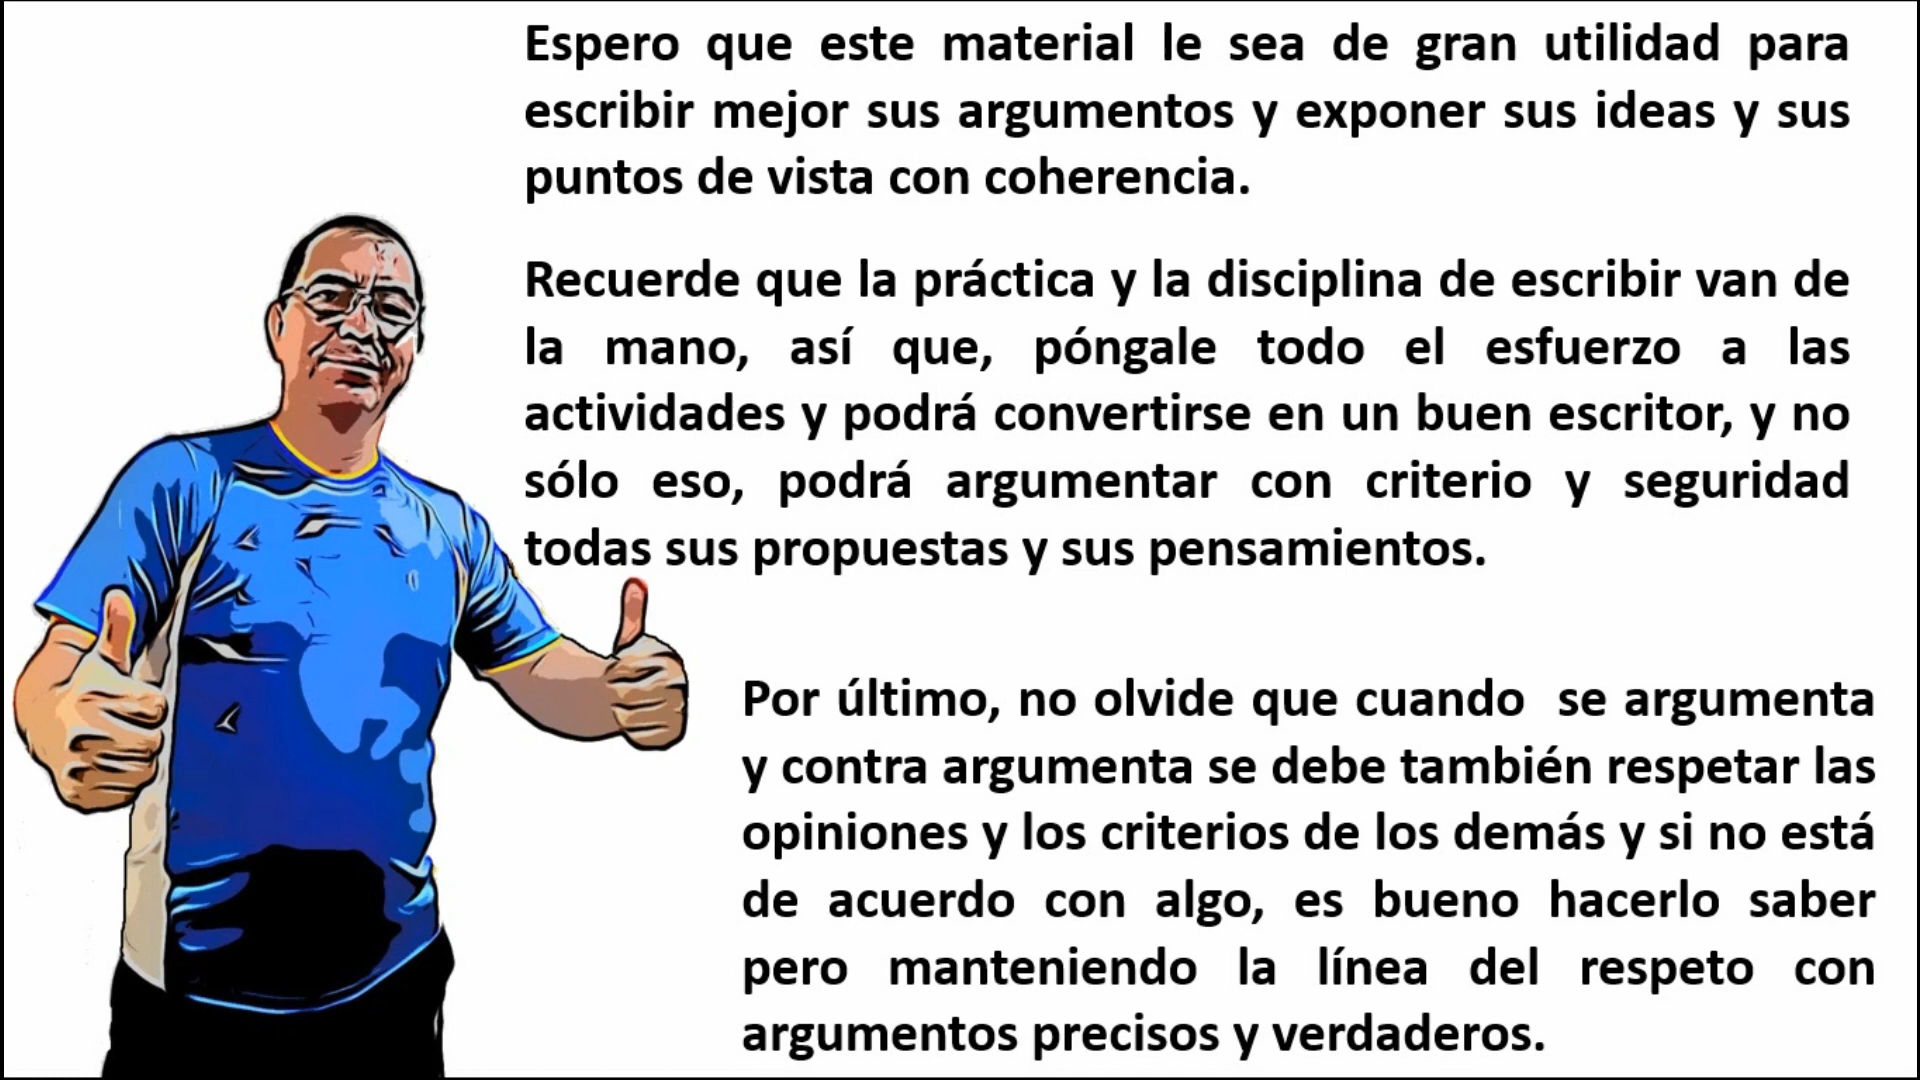 Espero que este material le sea de gran utilidad para
escribir mejor sus argumentos y exponer sus ideas y sus
puntos de vista con coherencia.
Recuerde que la práctica y la disciplina de escribir van de
la mano, así que, póngale todo el esfuerzo a las
actividades y podrá convertirse en un buen escritor, y no
sólo eso, podrá argumentar con criterio y seguridad
todas sus propuestas y sus pensamientos.
Por último, no olvide que cuando se argumenta
y contra argumenta se debe también respetar las
opiniones y los criterios de los demás y si no está
de acuerdo con algo, es bueno hacerlo saber
pero manteniendo la línea del respeto con
argumentos precisos y verdaderos.